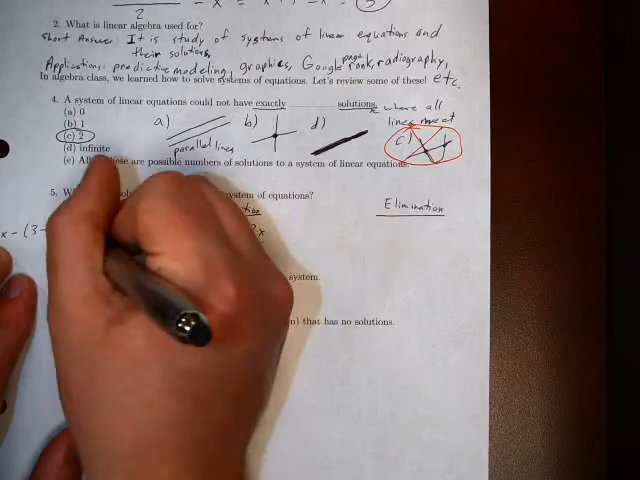 2
2. What is linear algebra used for?
Short Answer: It is study of systems of linear equations and
their solutions.
Applications: predictive modeling, graphics, Google page rank, radiography,
In algebra class, we learned how to solve systems of equations. Let's review some of these! etc.
4. A system of linear equations could not have exactly solutions. where all
lines meet
(a) 0
(b) 1
(c) 2
(d) infinite
(e) All these are possible numbers of solutions to a system of linear equations.
a) b) d) c)
parallel lines
5. system of equations?
Elimination
x - (3-
system.
that has no solutions.